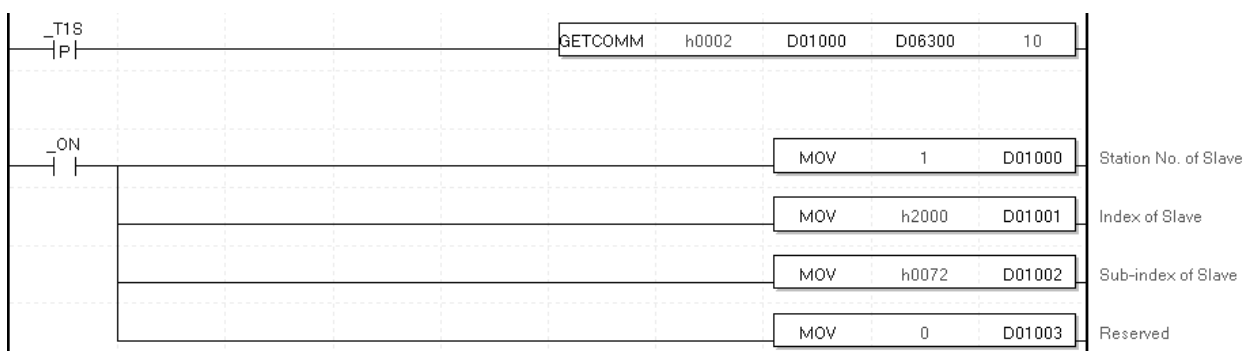 _T1S
P
GETCOMM h0002 D01000 D06300 10
_ON
MOV 1 D01000 Station No. of Slave
MOV h2000 D01001 Index of Slave
MOV h0072 D01002 Sub-index of Slave
MOV 0 D01003 Reserved